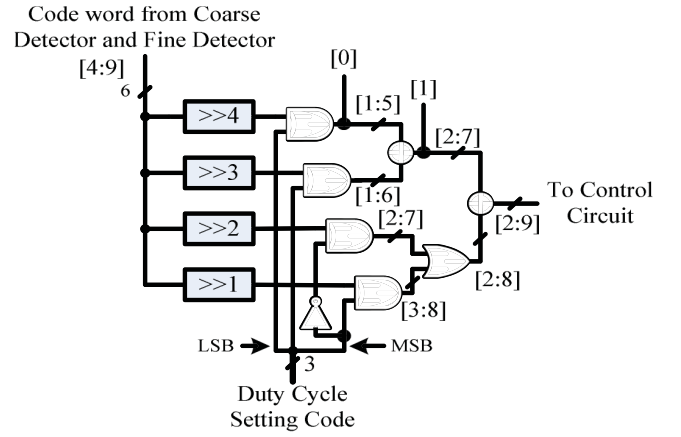 Code word from Coarse
Detector and Fine Detector
[4:9]
6
[0]
[1]
>>4
[1:5]
[2:7]
>>3
[1:6]
To Control
Circuit
[2:9]
>>2
[2:7]
>>1
[2:8]
[3:8]
LSB
MSB
3
Duty Cycle
Setting Code